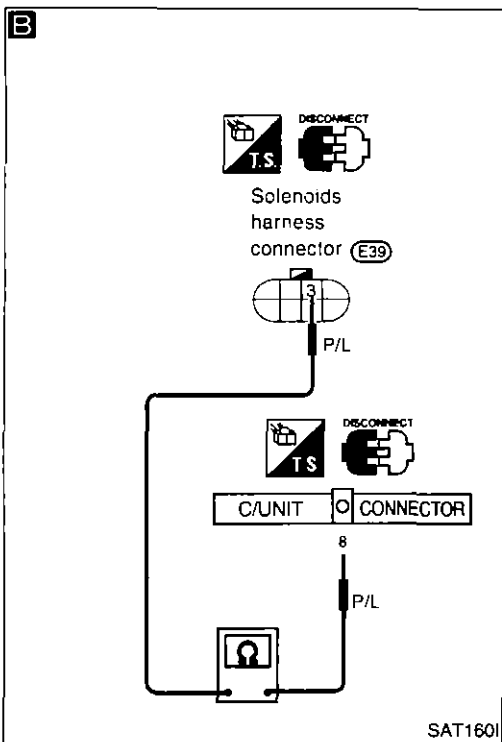 B
DISCONNECT
T.S.
Solenoids
harness
connector E39
3
P/L
DISCONNECT
T.S
C/UNIT CONNECTOR
8
P/L
Ω
SAT160I